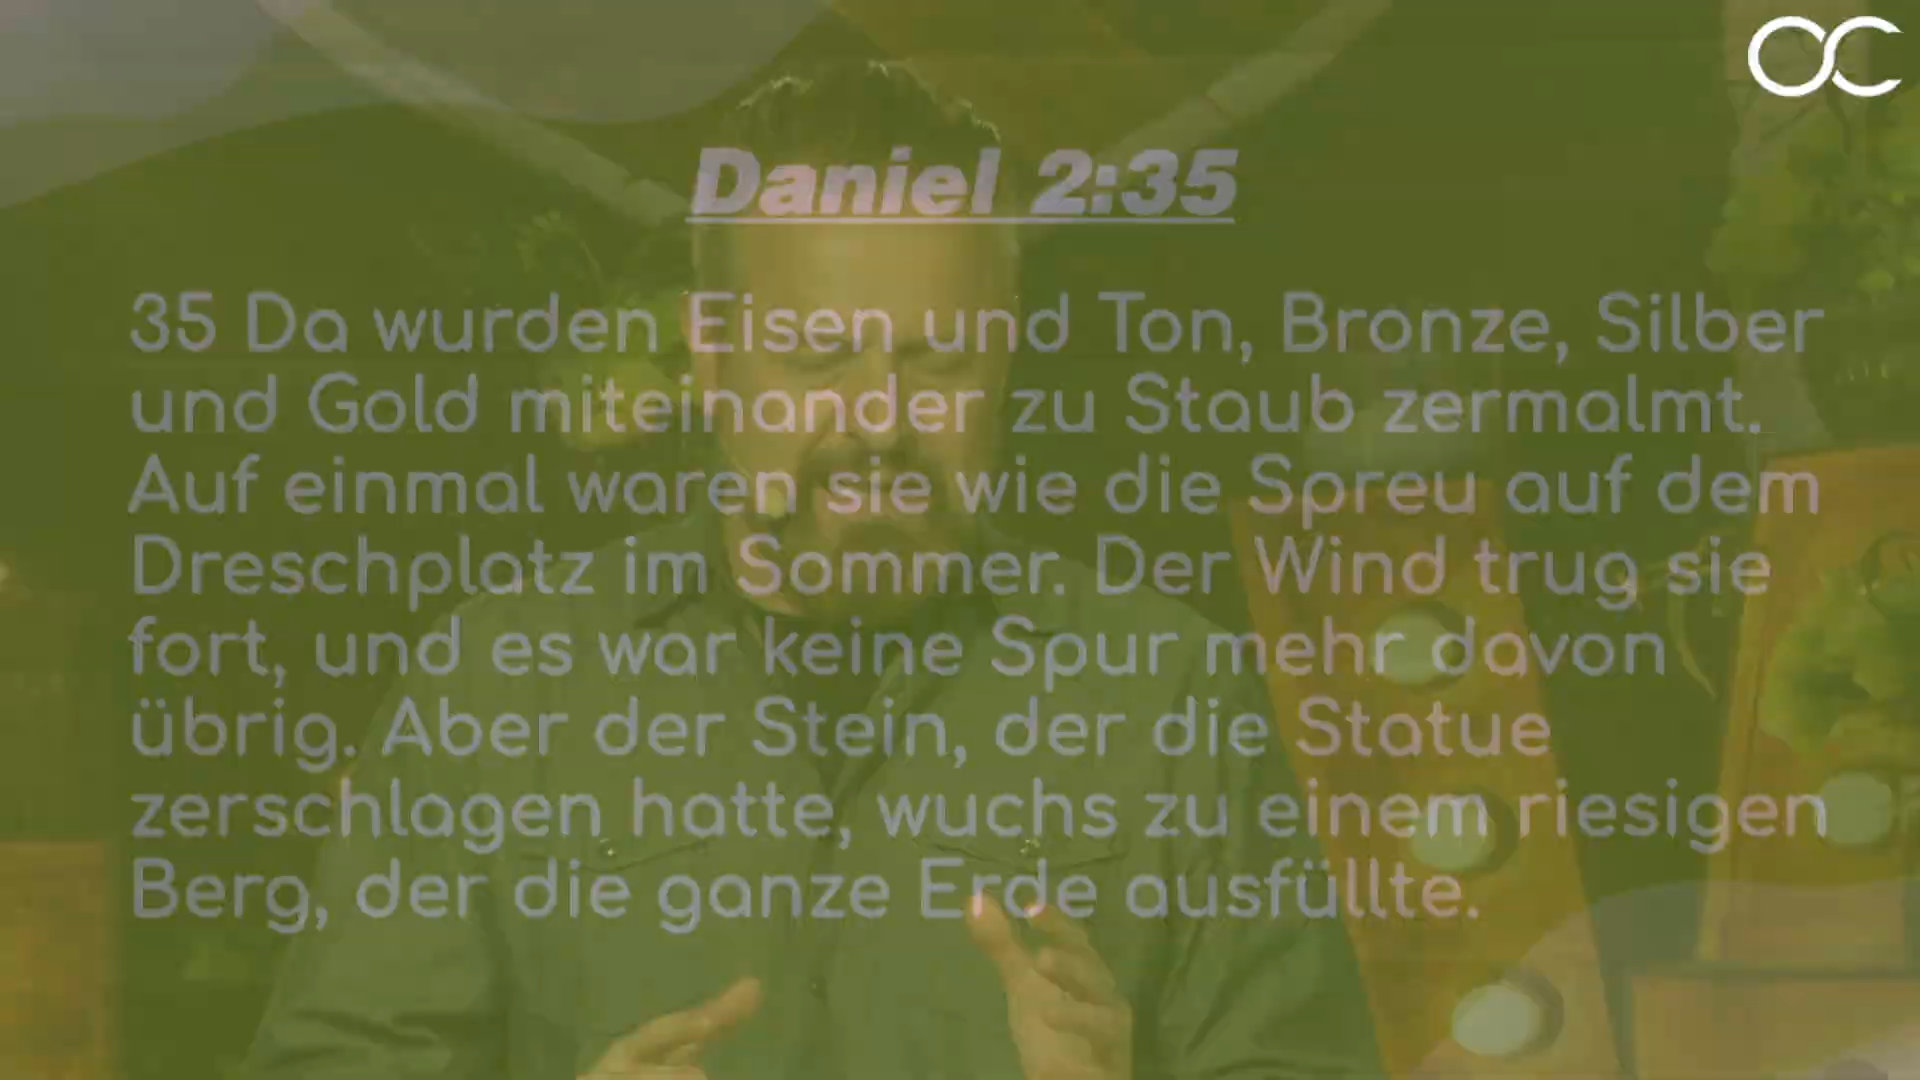 OC
Daniel 2:35
35 Da wurden Eisen und Ton, Bronze, Silber
und Gold miteinander zu Staub zermalmt.
Auf einmal waren sie wie die Spreu auf dem
Dreschplatz im Sommer. Der Wind trug sie
fort, und es war keine Spur mehr davon
übrig. Aber der Stein, der die Statue
zerschlagen hatte, wuchs zu einem riesigen
Berg, der die ganze Erde ausfüllte.